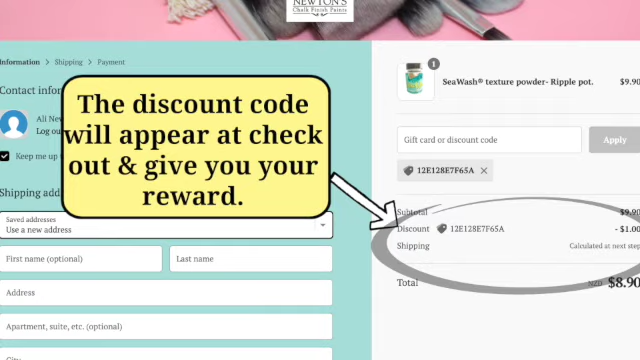 NEWTON'S
Chalk Finish Paints
Information > Shipping > Payment
Contact
Ali
Log
Keep me up
Shipping
The discount code
will appear at check
out & give you your
reward.
Saved addresses
Use a new address
First name (optional)
Last name
Address
Apartment, suite, etc. (optional)
City
1
SeaWash® texture powder- Ripple pot.
$9.90
Gift card or discount code
Apply
12E128E7F65A
Subtotal
$9.90
Discount 12E128E7F65A
- $1.00
Shipping
Calculated at next step
Total
NZD $8.90